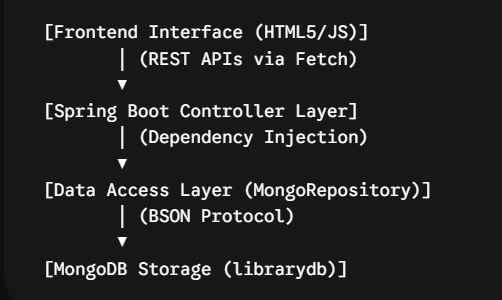 [Frontend Interface (HTML5/JS)]
│ (REST APIs via Fetch)
▼
[Spring Boot Controller Layer]
│ (Dependency Injection)
▼
[Data Access Layer (MongoRepository)]
│ (BSON Protocol)
▼
[MongoDB Storage (librarydb)]